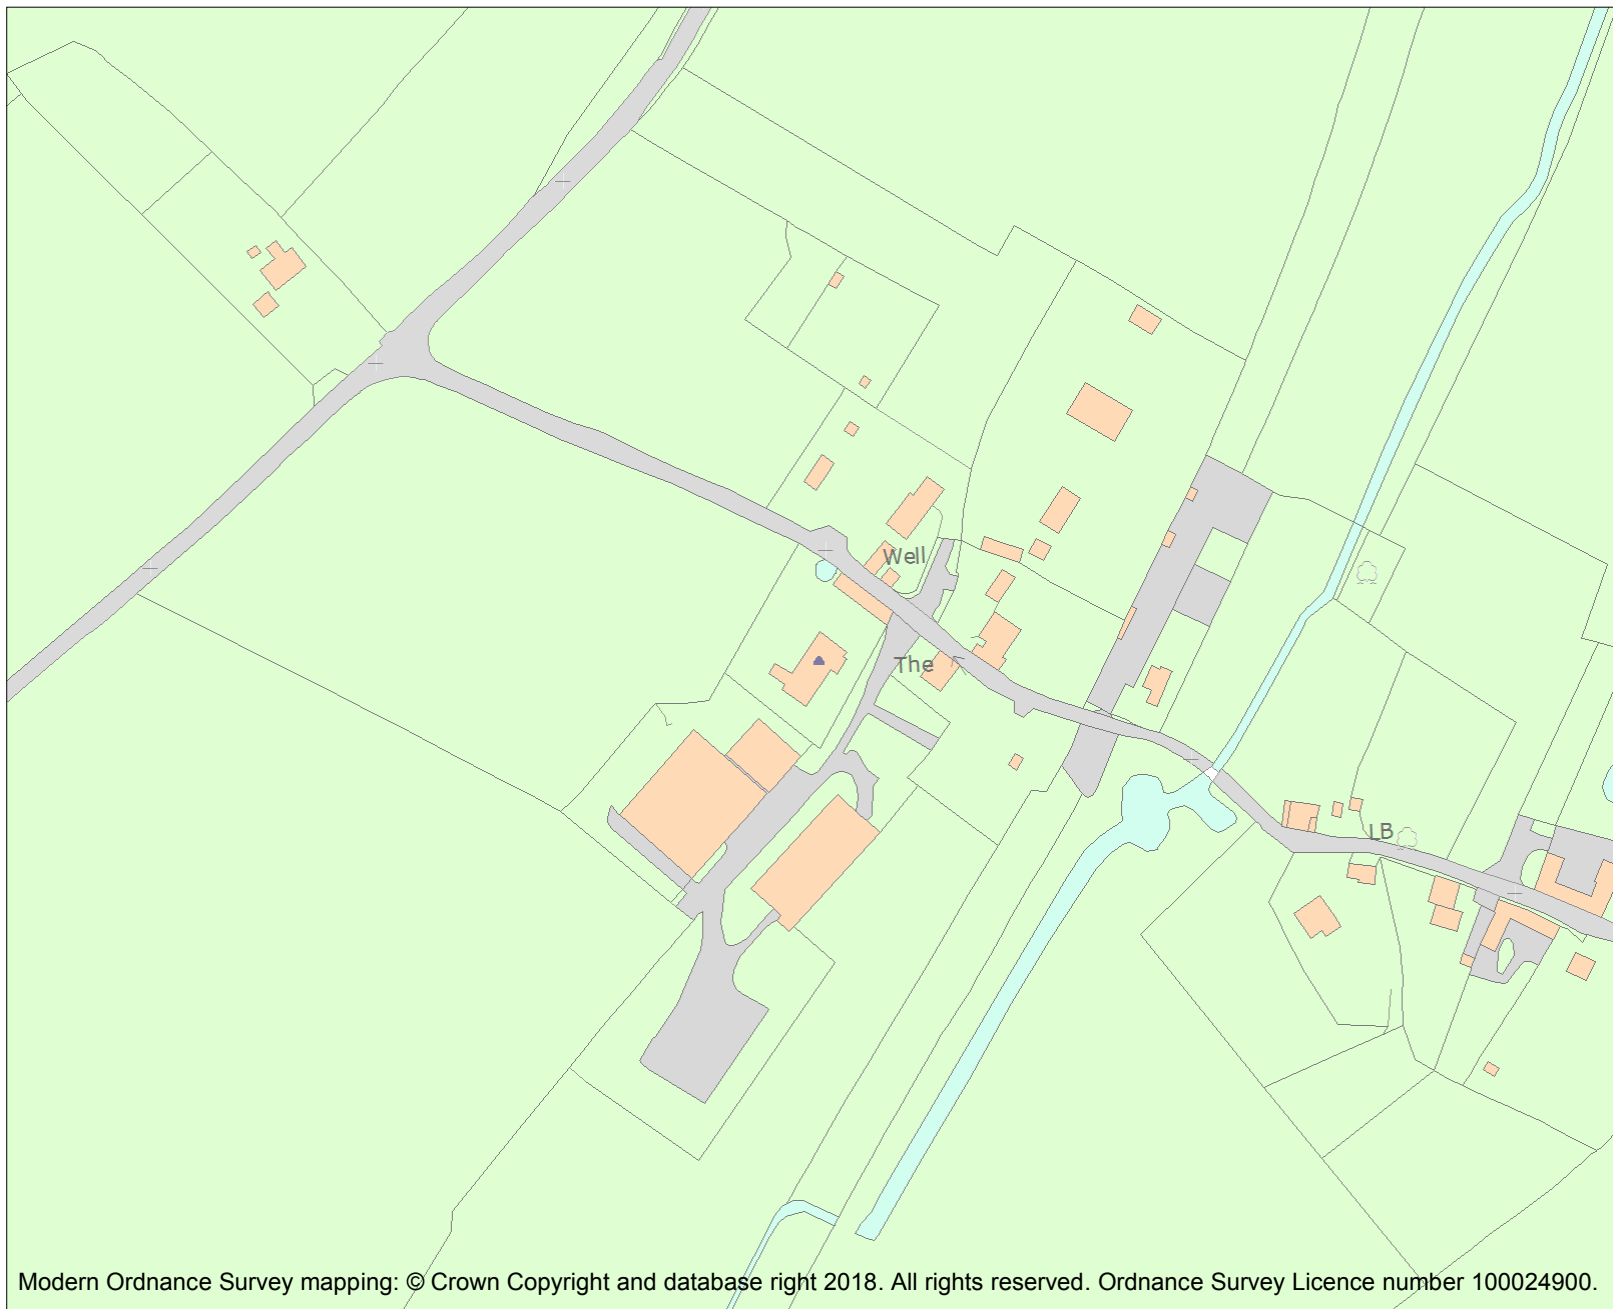 Well
The
LB
Modern Ordnance Survey mapping: © Crown Copyright and database right 2018. All rights reserved. Ordnance Survey Licence number 100024900.